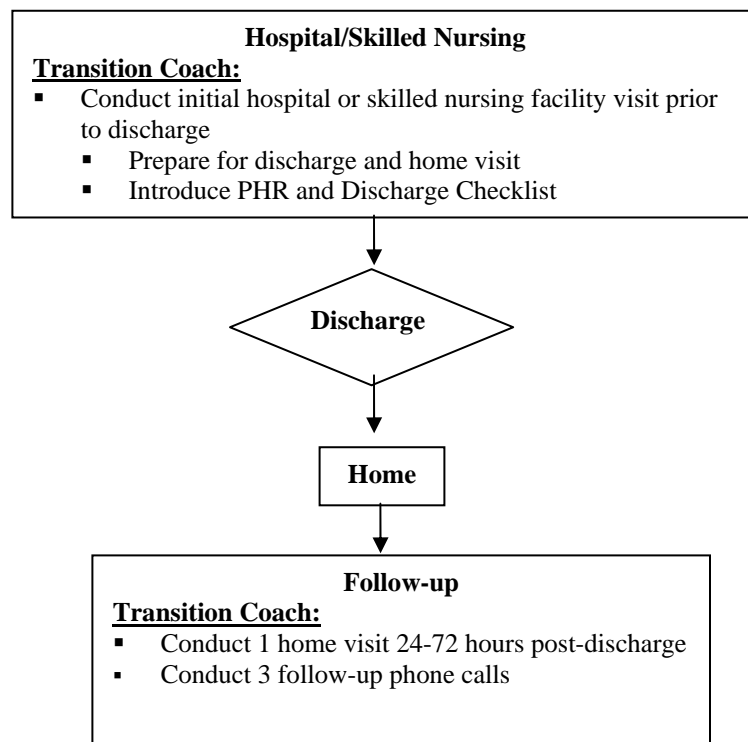 Hospital/Skilled Nursing
Transition Coach:
▪ Conduct initial hospital or skilled nursing facility visit prior
to discharge
▪ Prepare for discharge and home visit
▪ Introduce PHR and Discharge Checklist
Discharge
Home
Follow-up
Transition Coach:
▪ Conduct 1 home visit 24-72 hours post-discharge
▪ Conduct 3 follow-up phone calls